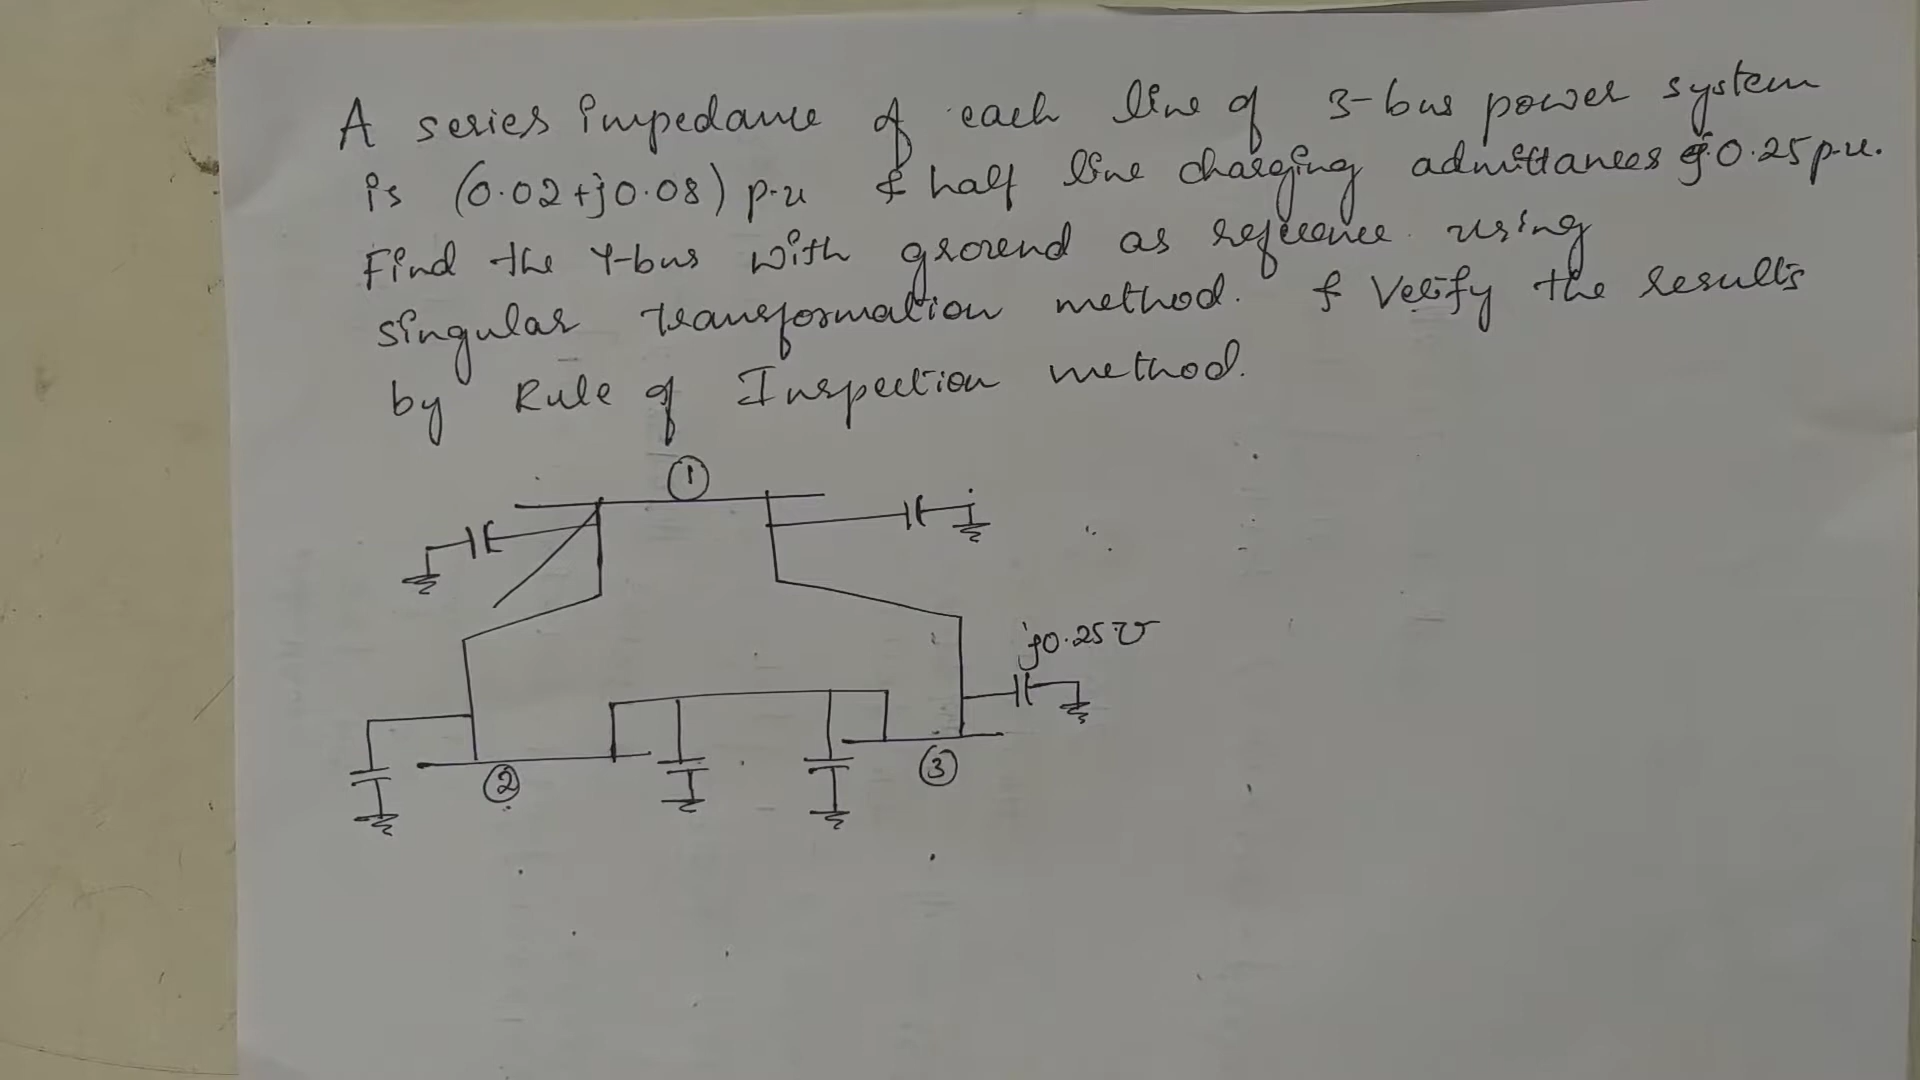 A series impedance of each line of 3-bus power system
is (0.02+j0.08) p.u & half line charging admittances j0.25 p.u.
Find the Y-bus with ground as reference using
singular transformation method. & Verify the results
by Rule of Inspection method.
①
j0.25 ℧
②
③